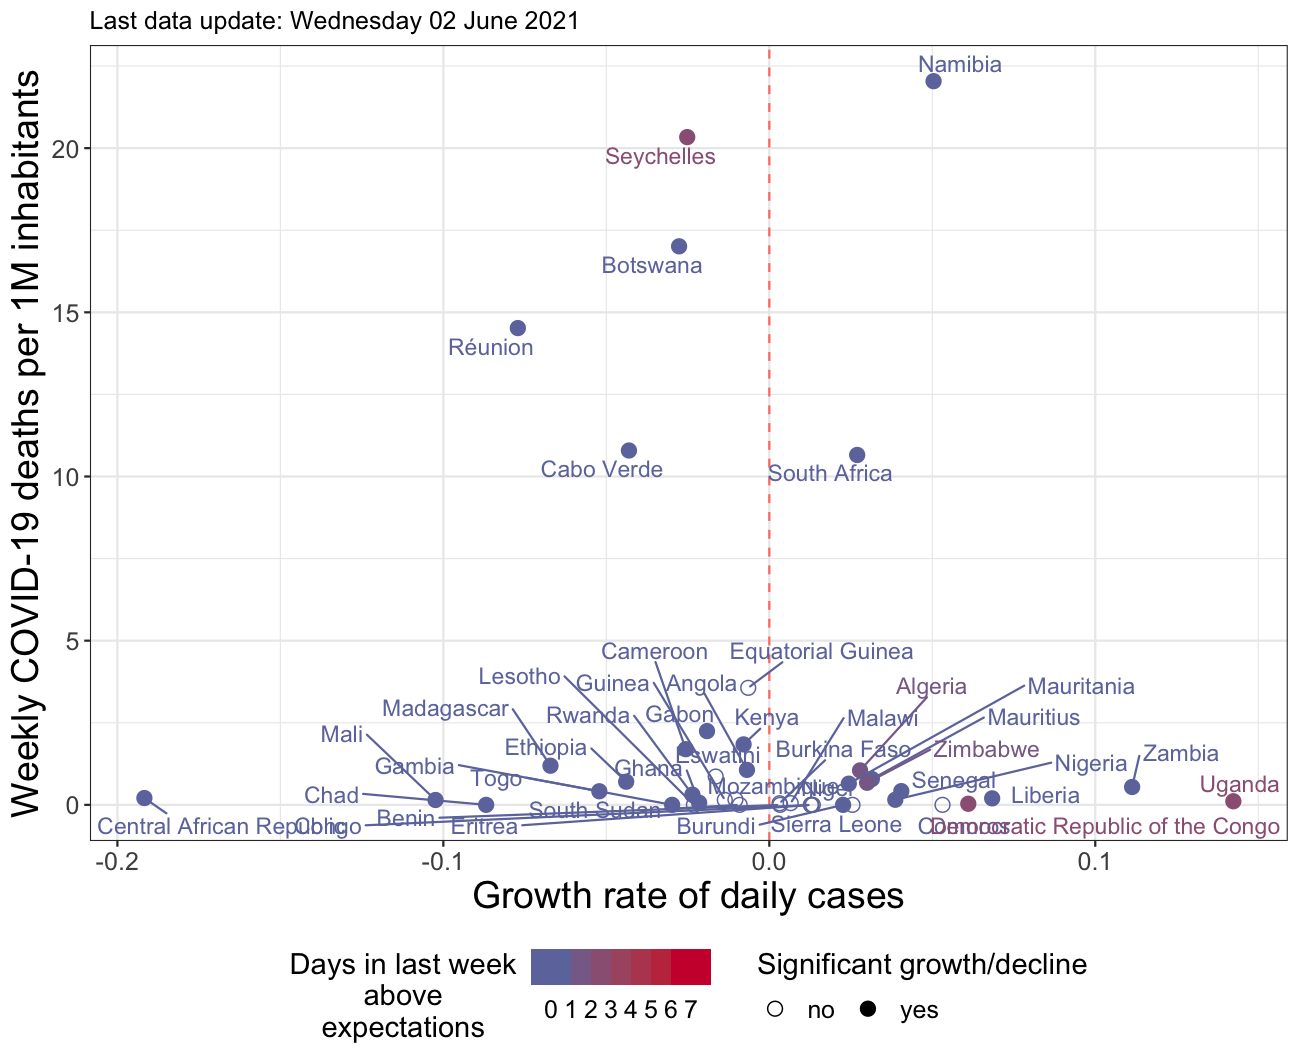 Last data update: Wednesday 02 June 2021
Weekly COVID-19 deaths per 1M inhabitants
20
15
10
5
0
Namibia
Seychelles
Botswana
Réunion
Cabo Verde
South Africa
Cameroon
Equatorial Guinea
Lesotho
Guinea
Angola
Algeria
Mauritania
Madagascar
Rwanda
Gabon
Kenya
Malawi
Mauritius
Mali
Ethiopia
Eswatini
Burkina Faso
Zimbabwe
Zambia
Gambia
Togo
Ghana
Nigeria
Mozambique
Niger
Senegal
Uganda
Chad
South Sudan
Liberia
Central African Republic
Congo
Benin
Eritrea
Burundi
Sierra Leone
Comoros
Democratic Republic of the Congo
-0.2
-0.1
0.0
0.1
Growth rate of daily cases
Days in last week
above
expectations
0 1 2 3 4 5 6 7
Significant growth/decline
no
yes